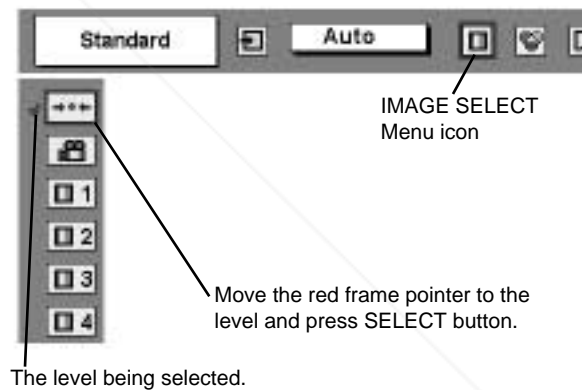 Standard
Auto
IMAGE SELECT
Menu icon
1
2
3
4
Move the red frame pointer to the
level and press SELECT button.
The level being selected.